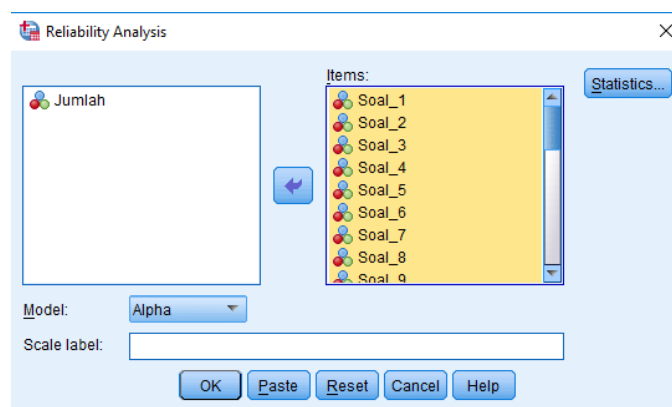 Reliability Analysis
Items:
Jumlah
Soal_1
Soal_2
Soal_3
Soal_4
Soal_5
Soal_6
Soal_7
Soal_8
Soal_9
Statistics...
Model:
Alpha
Scale label:
OK
Paste
Reset
Cancel
Help